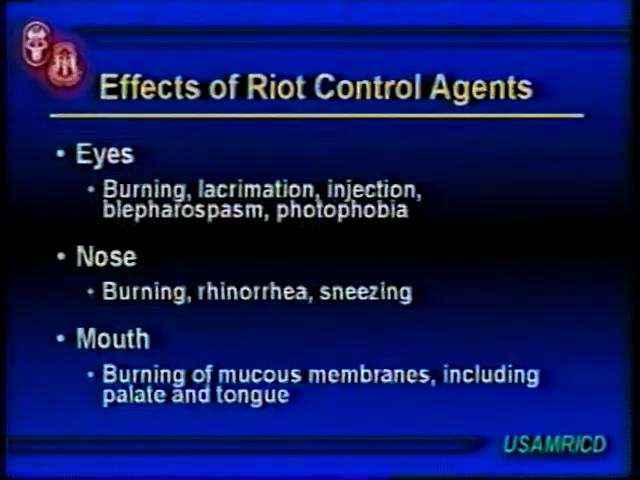 Effects of Riot Control Agents
• Eyes
• Burning, lacrimation, injection,
blepharospasm, photophobia
• Nose
• Burning, rhinorrhea, sneezing
• Mouth
• Burning of mucous membranes, including
palate and tongue
USAMRICD